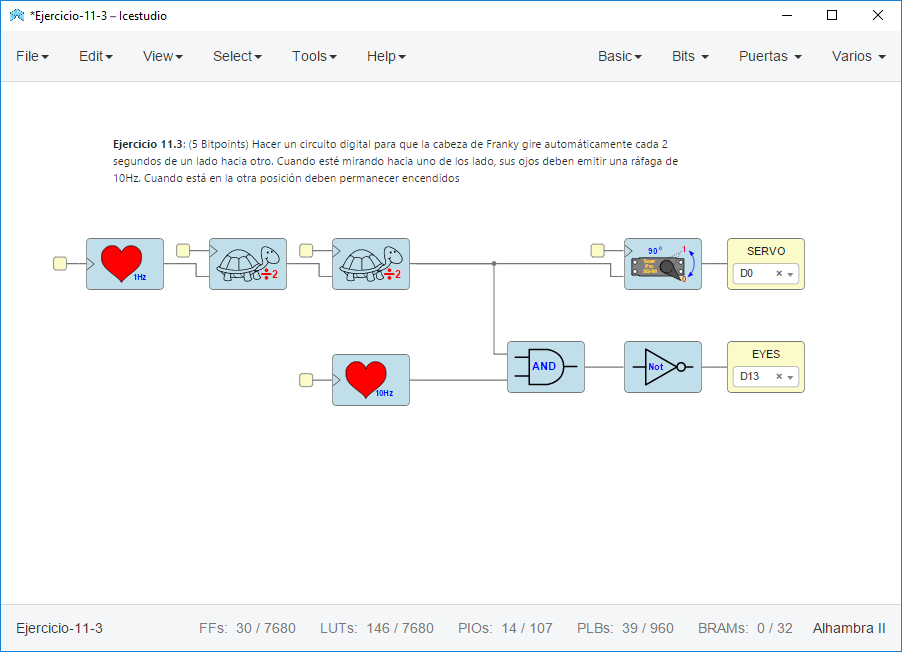 *Ejercicio-11-3 – Icestudio
File Edit View Select Tools Help Basic Bits Puertas Varios
Ejercicio 11.3: (5 Bitpoints) Hacer un circuito digital para que la cabeza de Franky gire automáticamente cada 2
segundos de un lado hacia otro. Cuando esté mirando hacia uno de los lado, sus ojos deben emitir una ráfaga de
10Hz. Cuando está en la otra posición deben permanecer encendidos
1Hz
÷2
÷2
90º 1
0
SERVO
D0
10Hz
AND
Not
EYES
D13
Ejercicio-11-3 FFs: 30 / 7680 LUTs: 146 / 7680 PIOs: 14 / 107 PLBs: 39 / 960 BRAMs: 0 / 32 Alhambra II